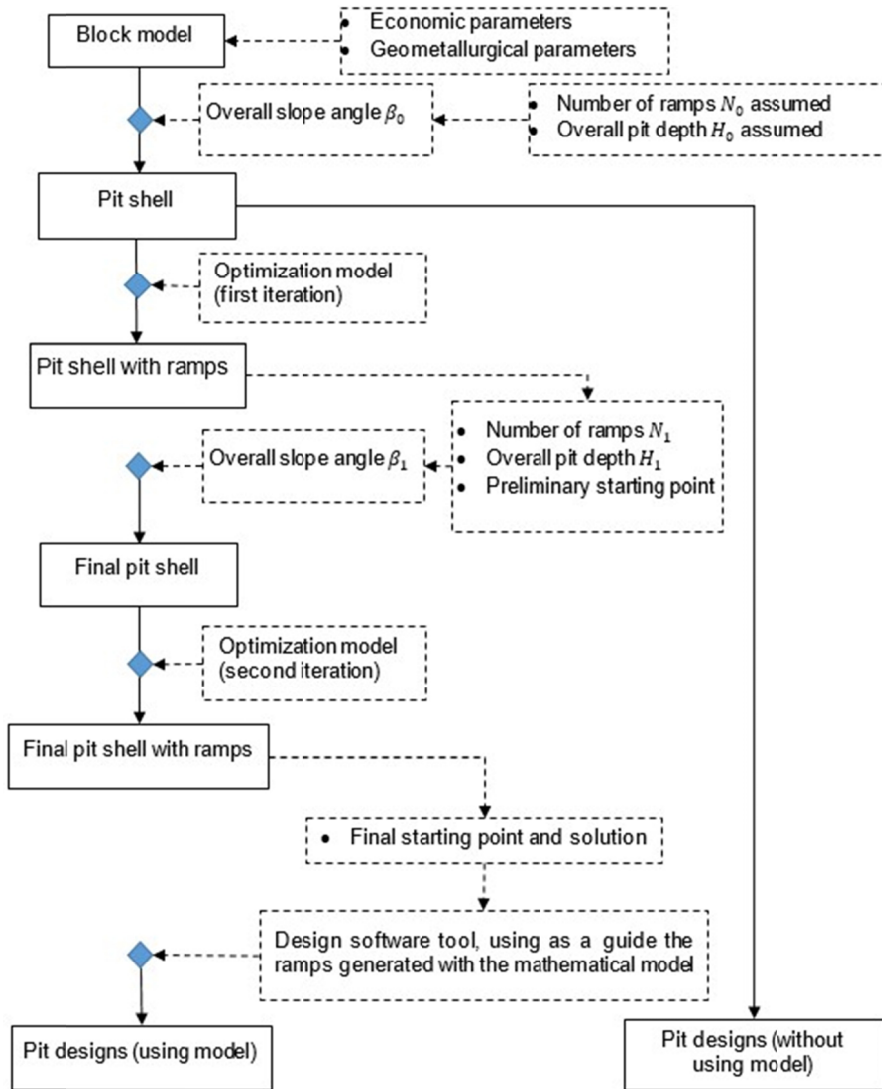 Block model
• Economic parameters
• Geometallurgical parameters
Overall slope angle β₀
• Number of ramps N₀ assumed
• Overall pit depth H₀ assumed
Pit shell
Optimization model
(first iteration)
Pit shell with ramps
• Number of ramps N₁
• Overall pit depth H₁
• Preliminary starting point
Overall slope angle β₁
Final pit shell
Optimization model
(second iteration)
Final pit shell with ramps
• Final starting point and solution
Design software tool, using as a guide the
ramps generated with the mathematical model
Pit designs (using model)
Pit designs (without
using model)